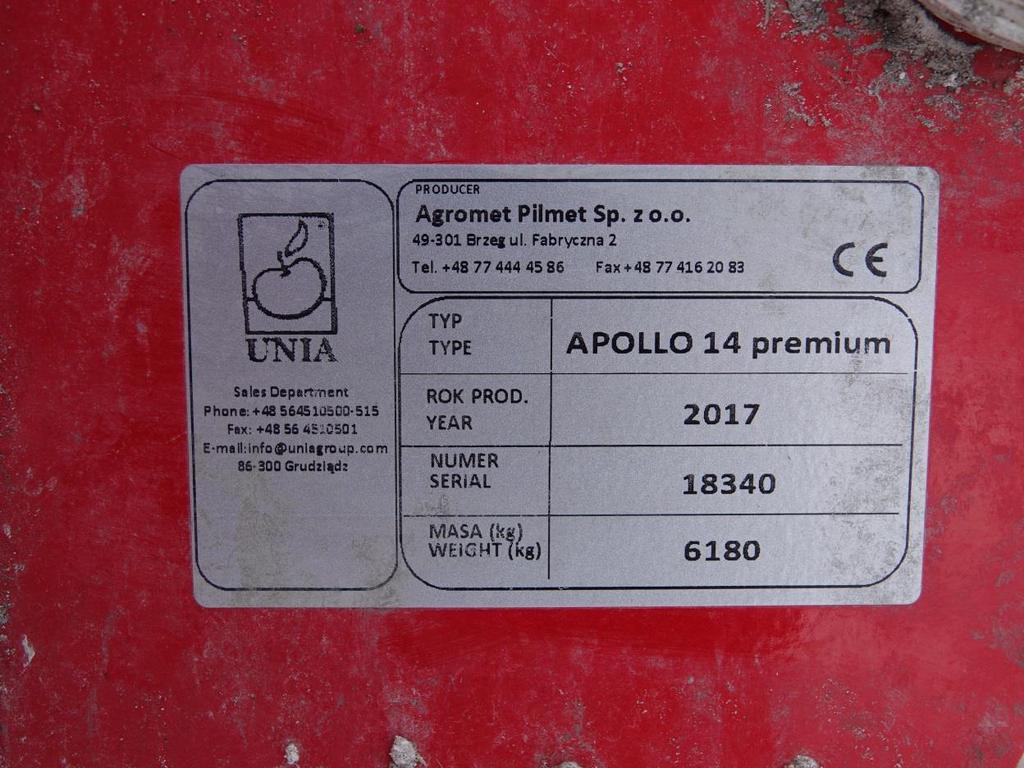 UNIA
Sales Department
Phone: +48 564510500-515
Fax: +48 56 4510501
E-mail:info@uniagroup.com
86-300 Grudziądz
PRODUCER
Agromet Pilmet Sp. z o.o.
49-301 Brzeg ul. Fabryczna 2
Tel. +48 77 444 45 86 Fax +48 77 416 20 83
CE
TYP
TYPE
APOLLO 14 premium
ROK PROD.
YEAR
2017
NUMER
SERIAL
18340
MASA (kg)
WEIGHT (kg)
6180